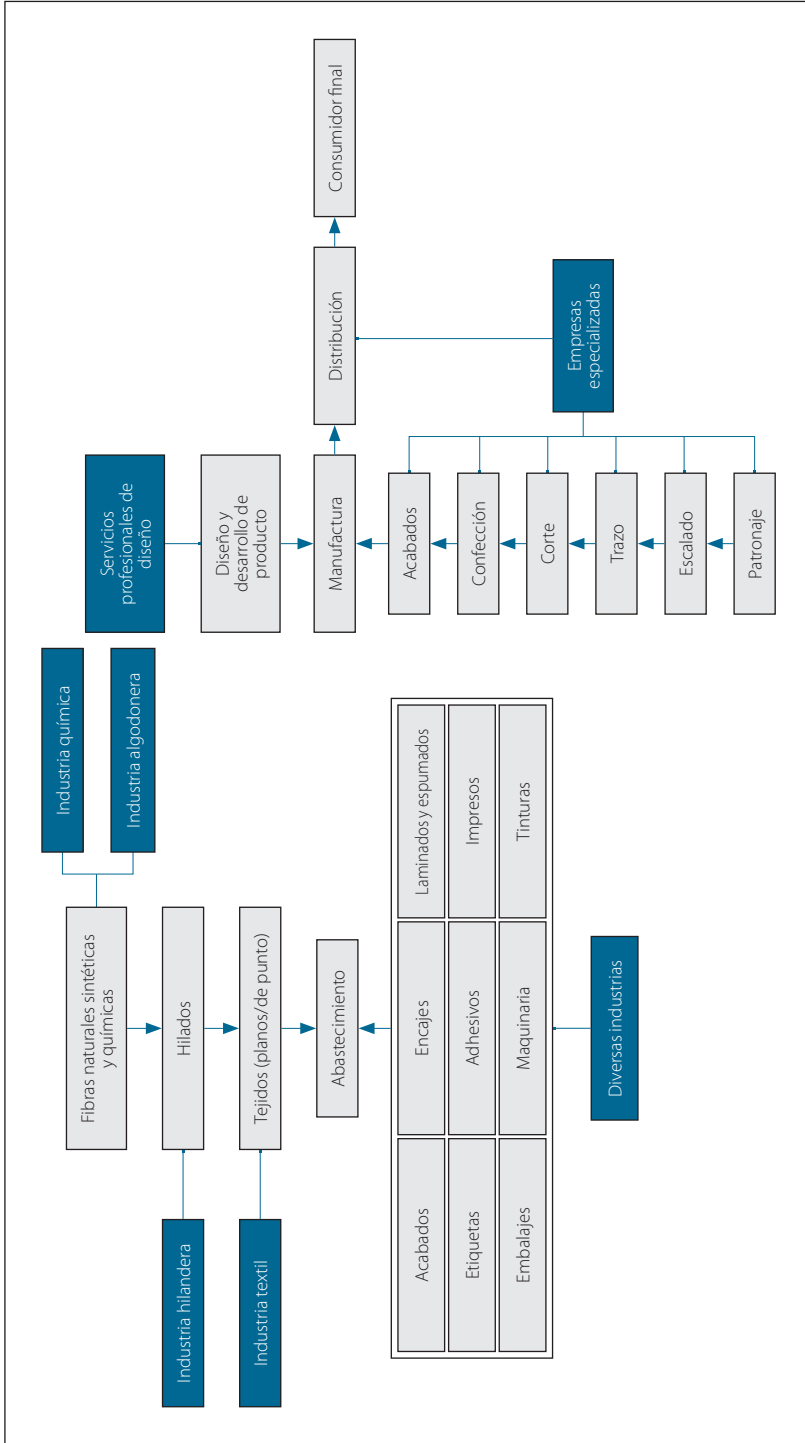 Industria química
Industria algodonera
Fibras naturales sintéticas
y químicas
Hilados
Industria hilandera
Tejidos (planos/de punto)
Industria textil
Abastecimiento
Acabados
Encajes
Laminados y espumados
Etiquetas
Adhesivos
Impresos
Embalajes
Maquinaria
Tinturas
Diversas industrias
Servicios
profesionales de
diseño
Diseño y
desarrollo de
producto
Manufactura
Distribución
Consumidor final
Acabados
Confección
Corte
Trazo
Escalado
Patronaje
Empresas
especializadas